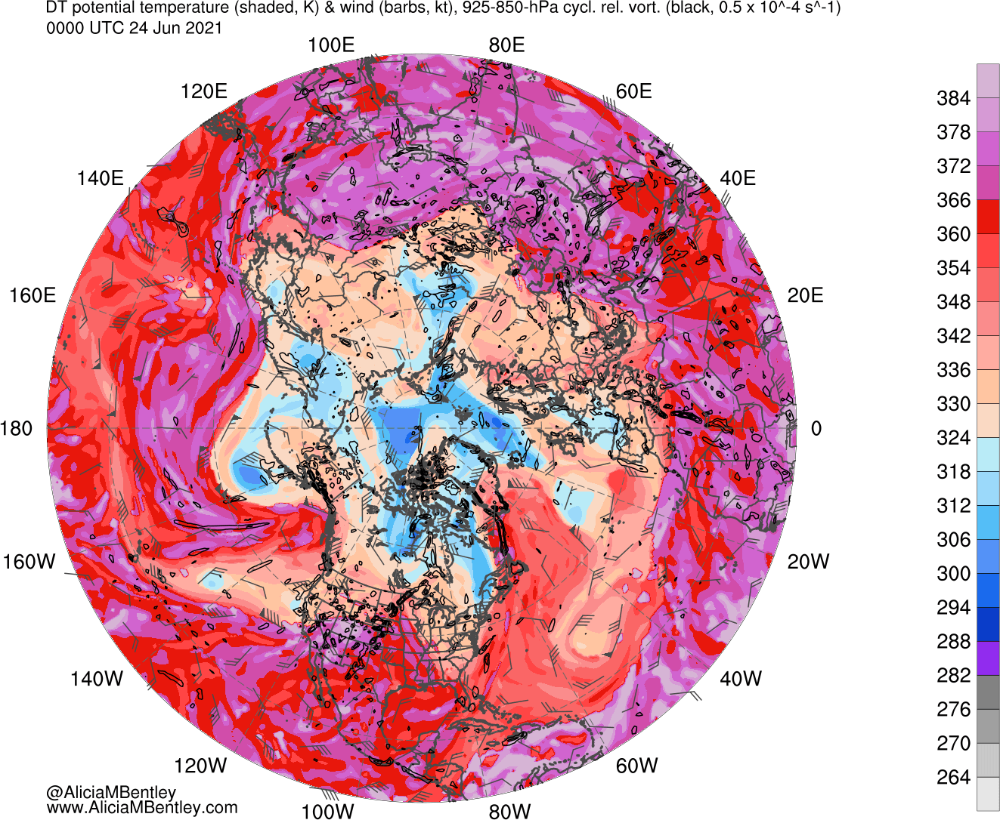 DT potential temperature (shaded, K) & wind (barbs, kt), 925-850-hPa cycl. rel. vort. (black, 0.5 x 10^-4 s^-1)
0000 UTC 24 Jun 2021
100E
80E
120E
60E
140E
40E
160E
20E
180
0
160W
20W
140W
40W
120W
60W
100W
80W
384
378
372
366
360
354
348
342
336
330
324
318
312
306
300
294
288
282
276
270
264
@AliciaMBentley
www.AliciaMBentley.com